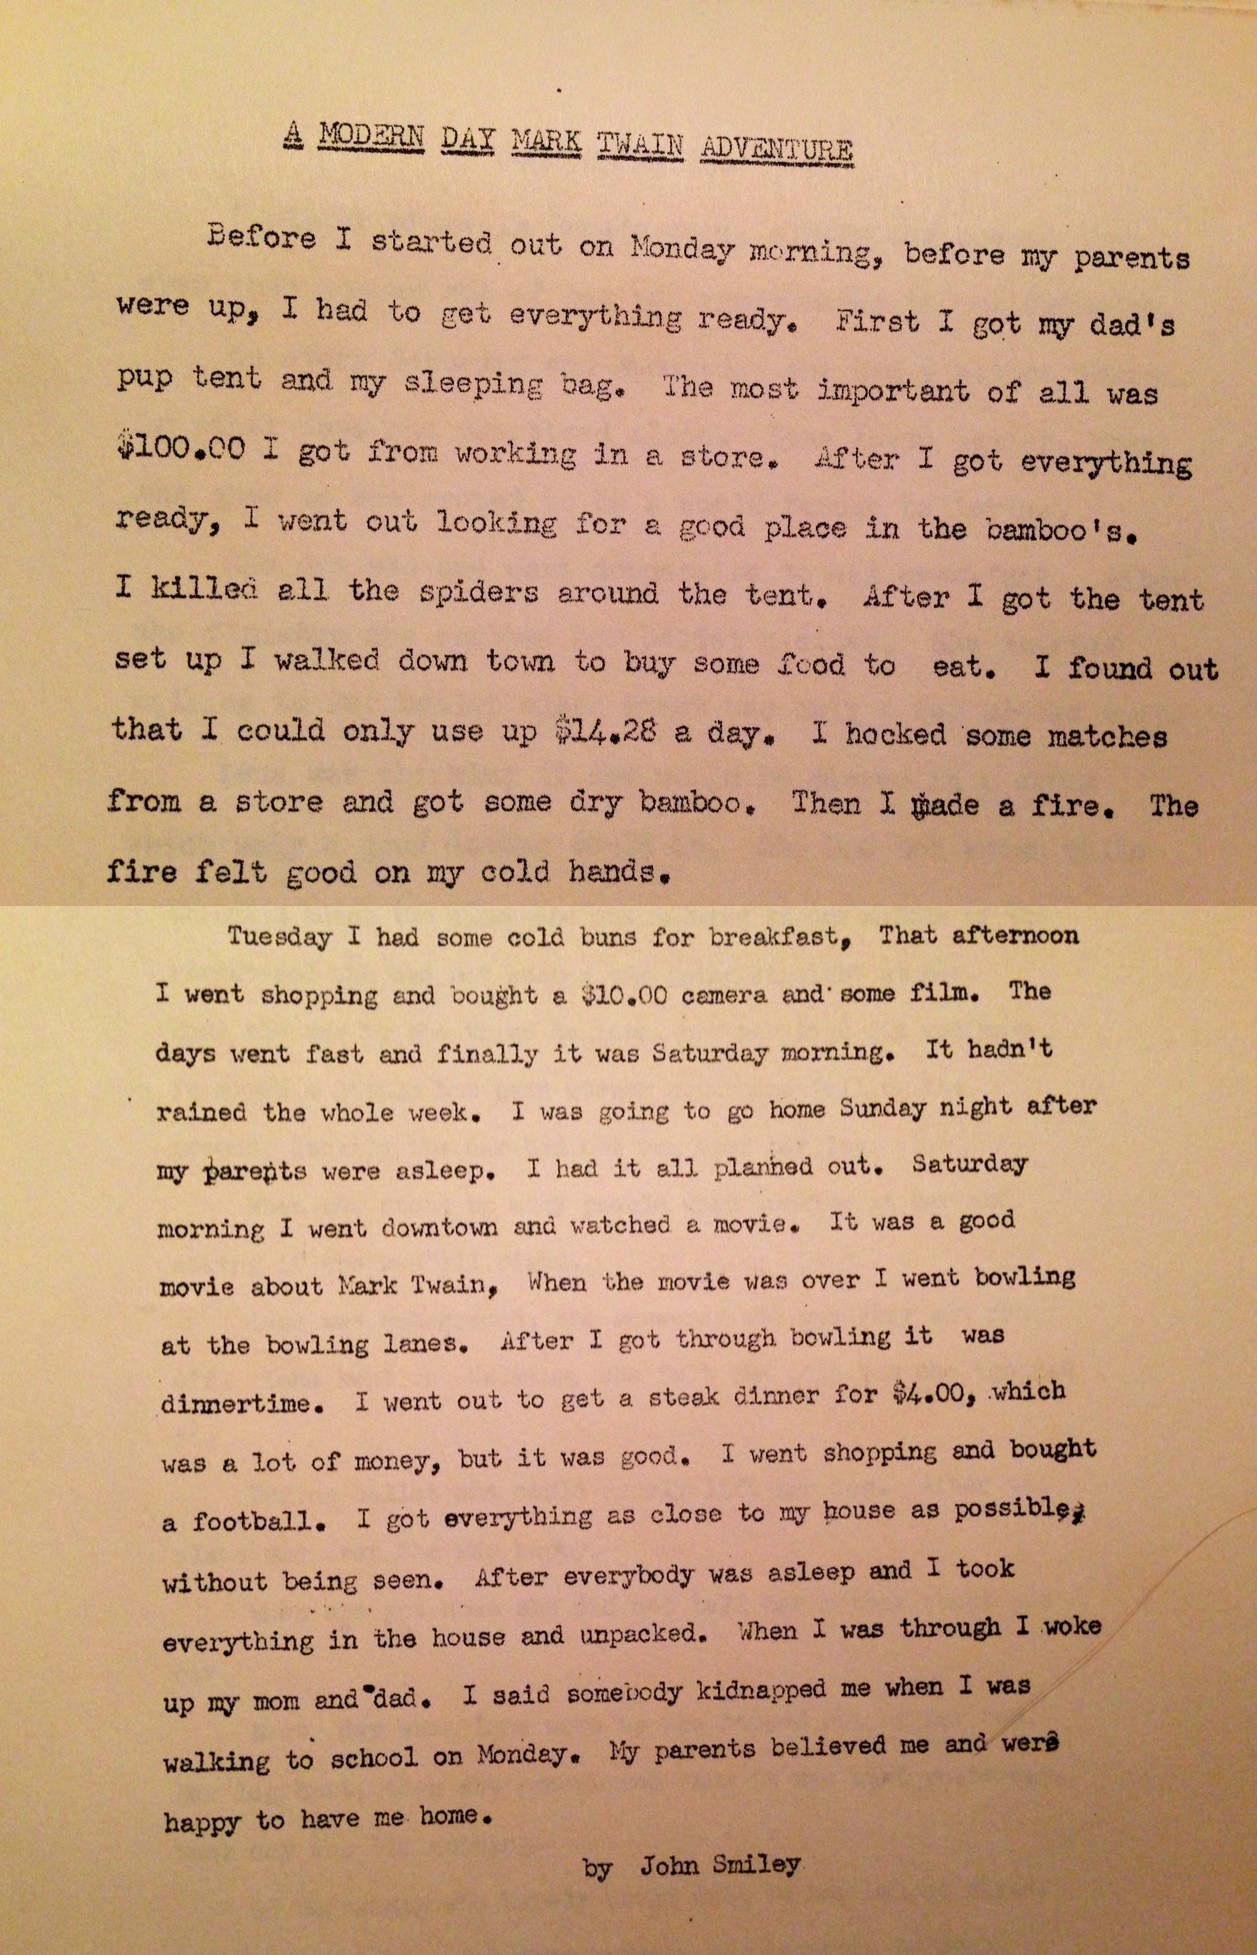 A MODERN DAY MARK TWAIN ADVENTURE
Before I started out on Monday morning, before my parents
were up, I had to get everything ready. First I got my dad's
pup tent and my sleeping bag. The most important of all was
$100.00 I got from working in a store. After I got everything
ready, I went out looking for a good place in the bamboo's.
I killed all the spiders around the tent. After I got the tent
set up I walked down town to buy some food to eat. I found out
that I could only use up $14.28 a day. I hocked some matches
from a store and got some dry bamboo. Then I made a fire. The
fire felt good on my cold hands.
Tuesday I had some cold buns for breakfast, That afternoon
I went shopping and bought a $10.00 camera and some film. The
days went fast and finally it was Saturday morning. It hadn't
rained the whole week. I was going to go home Sunday night after
my parents were asleep. I had it all planned out. Saturday
morning I went downtown and watched a movie. It was a good
movie about Mark Twain, When the movie was over I went bowling
at the bowling lanes. After I got through bowling it was
dinnertime. I went out to get a steak dinner for $4.00, which
was a lot of money, but it was good. I went shopping and bought
a football. I got everything as close to my house as possible,
without being seen. After everybody was asleep and I took
everything in the house and unpacked. When I was through I woke
up my mom and dad. I said somebody kidnapped me when I was
walking to school on Monday. My parents believed me and were
happy to have me home.
by John Smiley